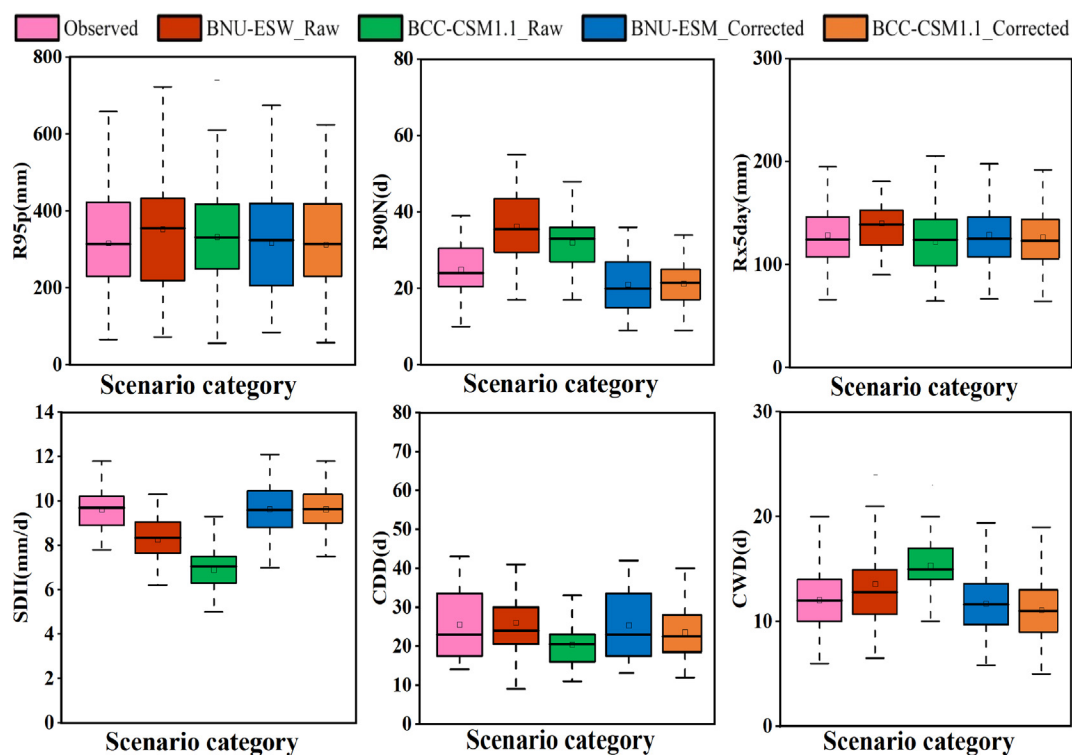 Observed BNU-ESW_Raw BCC-CSM1.1_Raw BNU-ESM_Corrected BCC-CSM1.1_Corrected
800
600
400
200
0
R95p(mm)
Scenario category
80
60
40
20
0
R90N(d)
Scenario category
300
200
100
0
Rx5day(mm)
Scenario category
14
12
10
8
6
4
2
0
SDII(mm/d)
Scenario category
80
70
60
50
40
30
20
10
0
CDD(d)
Scenario category
30
20
10
0
CWD(d)
Scenario category